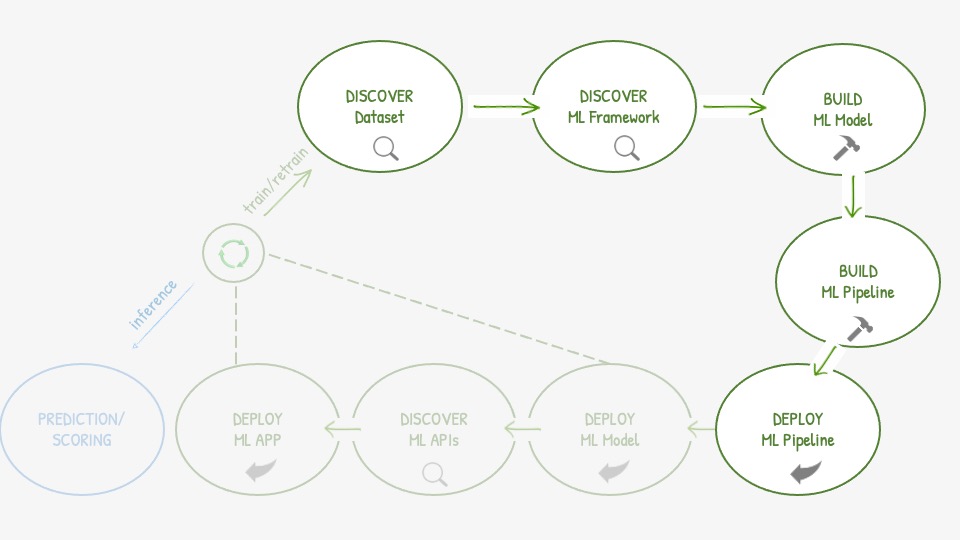 DISCOVER
Dataset
DISCOVER
ML Framework
BUILD
ML Model
train/retrain
BUILD
ML Pipeline
inference
PREDICTION/
SCORING
DEPLOY
ML APP
DISCOVER
ML APIs
DEPLOY
ML Model
DEPLOY
ML Pipeline